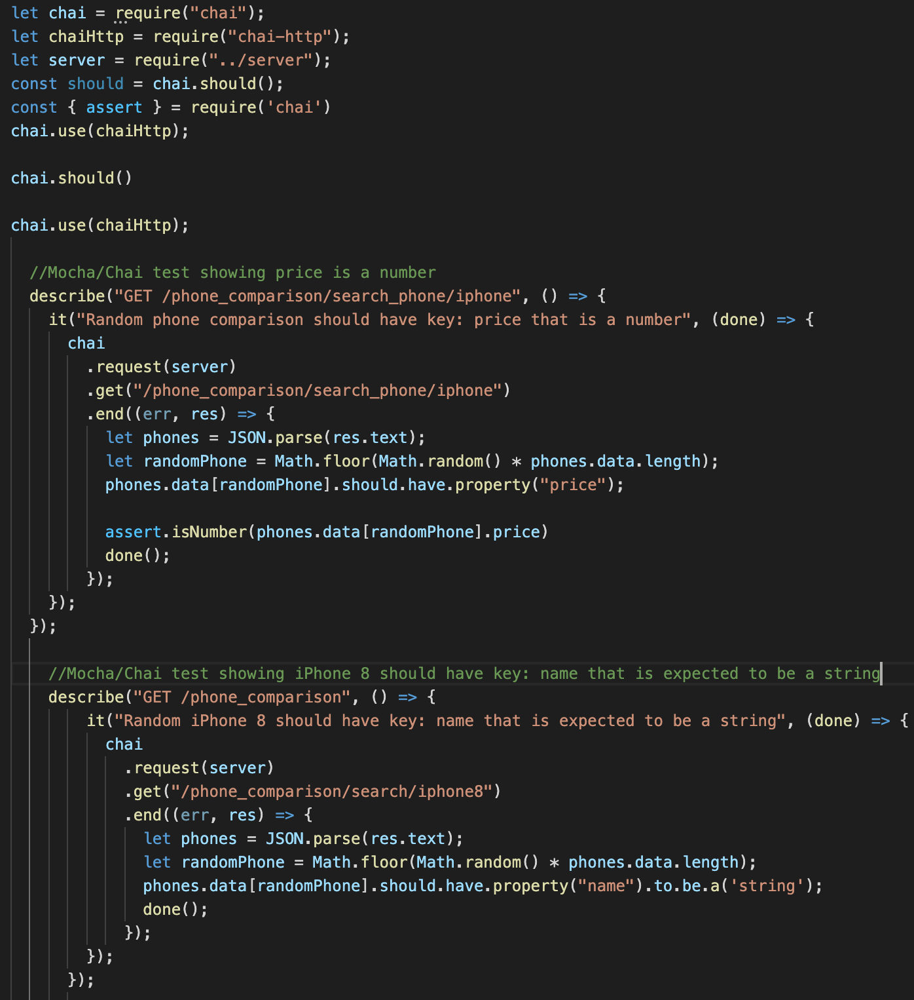 let chai = require("chai");
let chaiHttp = require("chai-http");
let server = require("../server");
const should = chai.should();
const { assert } = require('chai')
chai.use(chaiHttp);
chai.should()
chai.use(chaiHttp);
//Mocha/Chai test showing price is a number
describe("GET /phone_comparison/search_phone/iphone", () => {
it("Random phone comparison should have key: price that is a number", (done) => {
chai
.request(server)
.get("/phone_comparison/search_phone/iphone")
.end((err, res) => {
let phones = JSON.parse(res.text);
let randomPhone = Math.floor(Math.random() * phones.data.length);
phones.data[randomPhone].should.have.property("price");
assert.isNumber(phones.data[randomPhone].price)
done();
});
});
});
//Mocha/Chai test showing iPhone 8 should have key: name that is expected to be a string
describe("GET /phone_comparison", () => {
it("Random iPhone 8 should have key: name that is expected to be a string", (done) => {
chai
.request(server)
.get("/phone_comparison/search/iphone8")
.end((err, res) => {
let phones = JSON.parse(res.text);
let randomPhone = Math.floor(Math.random() * phones.data.length);
phones.data[randomPhone].should.have.property("name").to.be.a('string');
done();
});
});
});